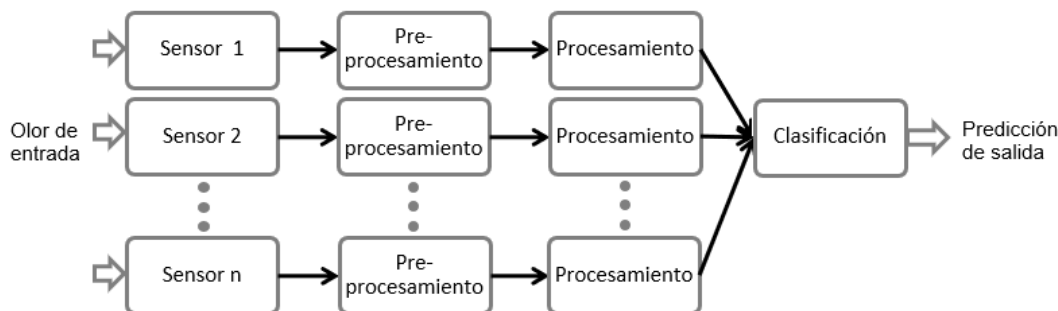 Sensor 1
Pre-
procesamiento
Procesamiento
Olor de
entrada
Sensor 2
Pre-
procesamiento
Procesamiento
Clasificación
Predicción
de salida
Sensor n
Pre-
procesamiento
Procesamiento